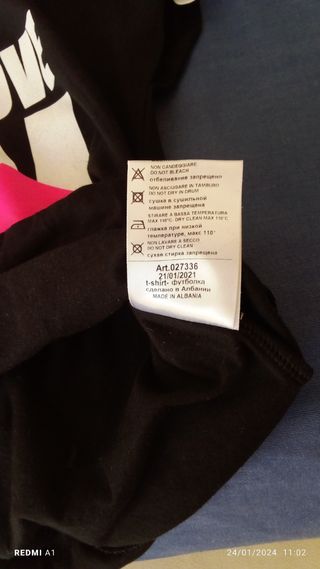 OVE
NON CANDEGGIARE
DO NOT BLEACH
отбеливание запрещено
NON ASCIUGARE IN TAMBURO
DO NOT DRY IN DRUM
сушка в сушильной
машине запрещена
STIRARE A BASSA TEMPERATURA
MAX 110°C. DRY CLEAN MAX 110°C
глажка при низкой
температуре, макс 110°
NON LAVARE A SECCO
DO NOT DRY CLEAN
сухая стирка запрещена
Art.027336
21/01/2021
t-shirt- футболка
сделано в Албании
MADE IN ALBANIA
REDMI A1
24/01/2024 11:02